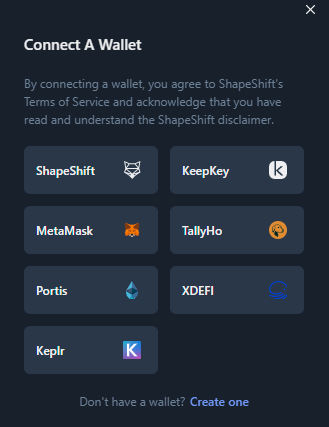 Connect A Wallet
By connecting a wallet, you agree to ShapeShift's
Terms of Service and acknowledge that you have
read and understand the ShapeShift disclaimer.
ShapeShift
KeepKey
MetaMask
TallyHo
Portis
XDEFI
Keplr
Don't have a wallet? Create one